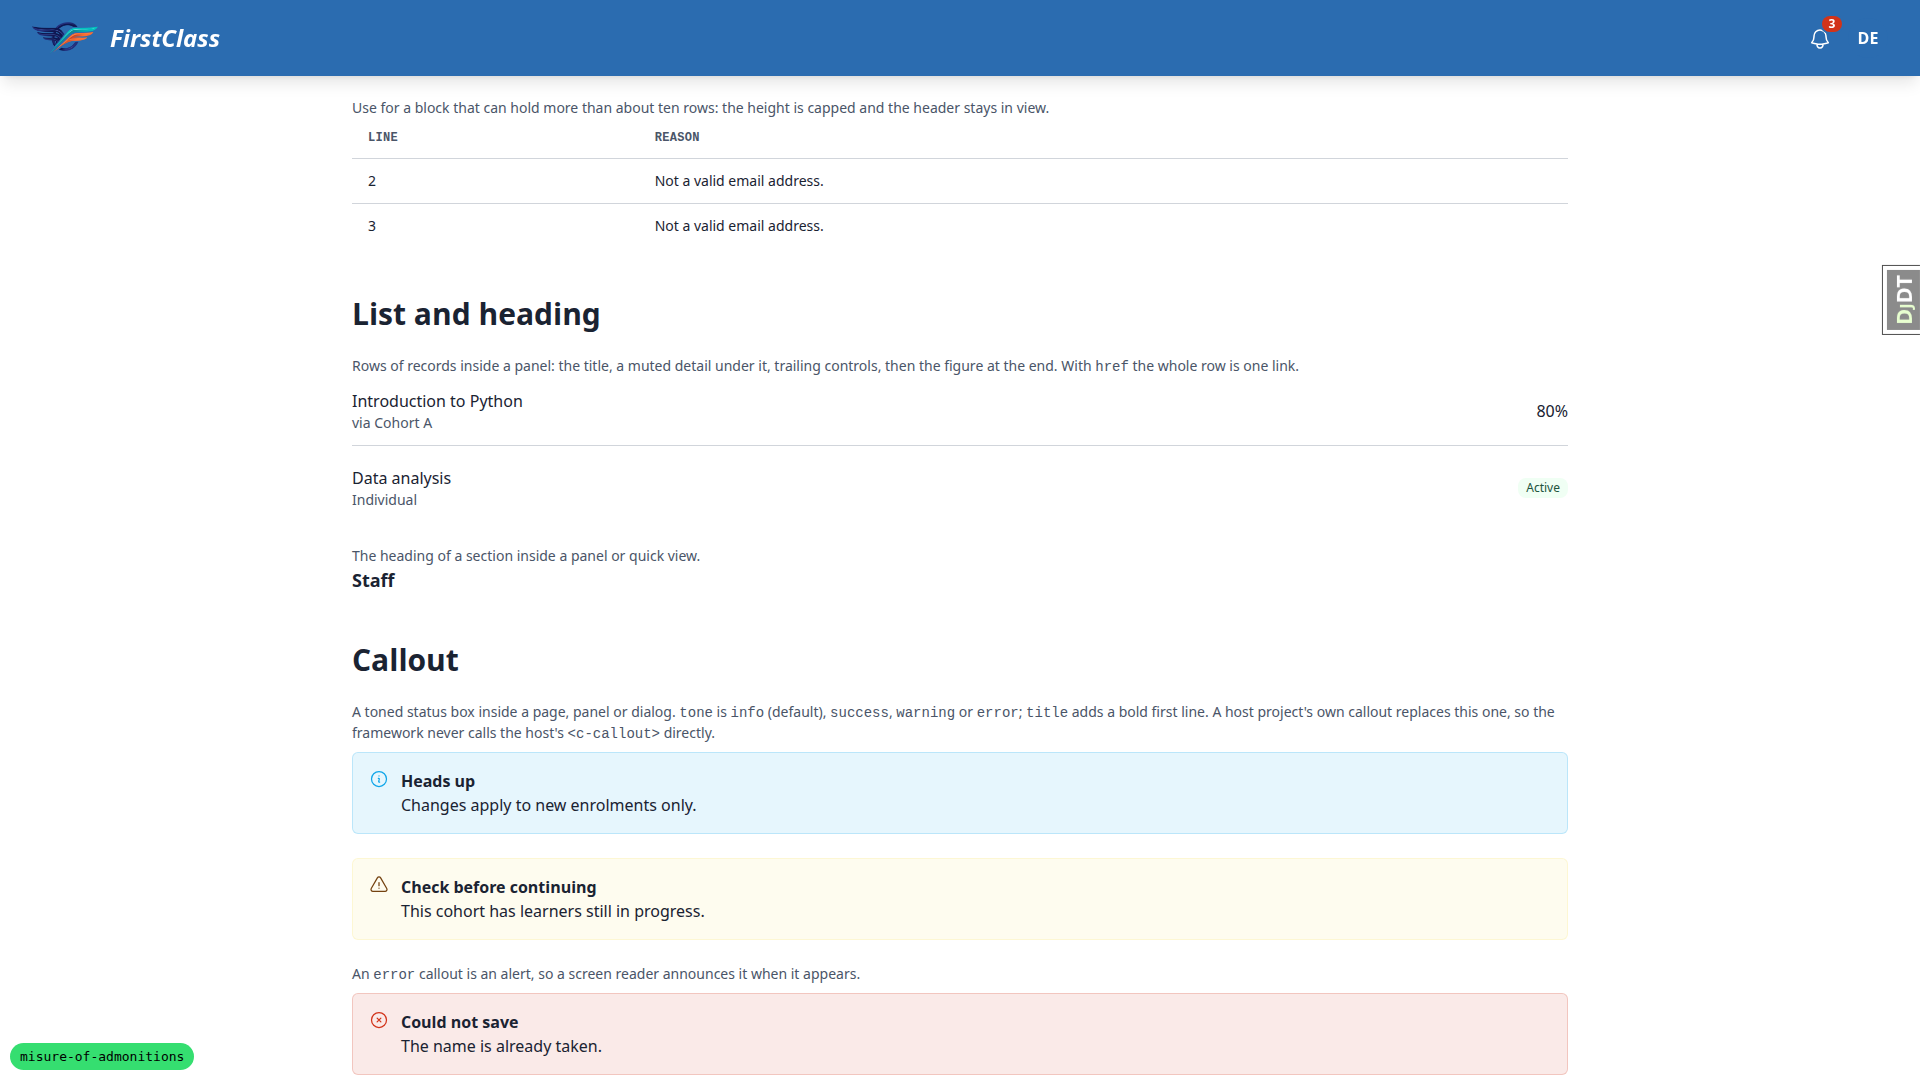 FirstClass
3
DE
Use for a block that can hold more than about ten rows: the height is capped and the header stays in view.
LINE REASON
2 Not a valid email address.
3 Not a valid email address.
DjDT
List and heading
Rows of records inside a panel: the title, a muted detail under it, trailing controls, then the figure at the end. With href the whole row is one link.
Introduction to Python
via Cohort A
80%
Data analysis
Individual
Active
The heading of a section inside a panel or quick view.
Staff
Callout
A toned status box inside a page, panel or dialog. tone is info (default), success, warning or error; title adds a bold first line. A host project's own callout replaces this one, so the
framework never calls the host's <c-callout> directly.
Heads up
Changes apply to new enrolments only.
Check before continuing
This cohort has learners still in progress.
An error callout is an alert, so a screen reader announces it when it appears.
Could not save
The name is already taken.
misure-of-admonitions